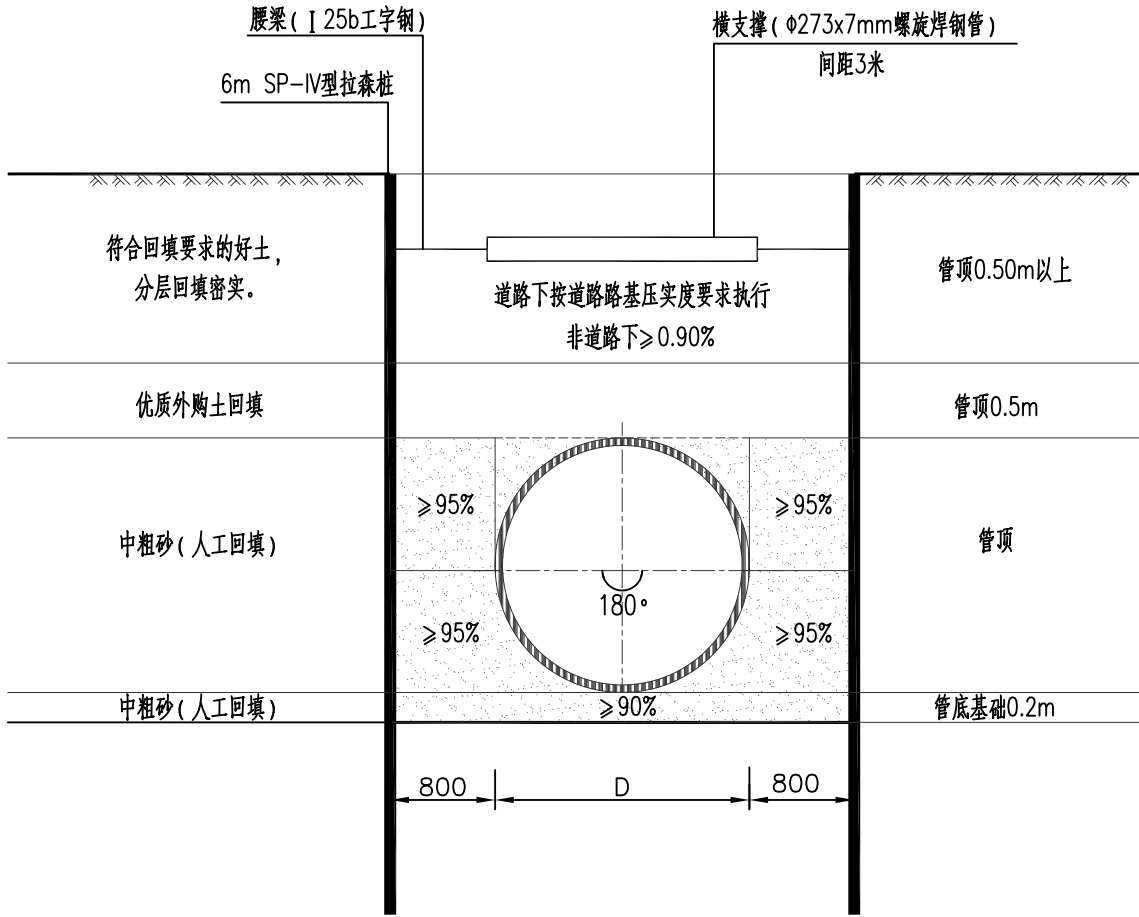 腰梁(I 25b工字钢)
横支撑(Φ273x7mm螺旋焊钢管)
间距3米
6m SP-IV型拉森桩
符合回填要求的好土,
分层回填密实。
管顶0.50m以上
道路下按道路路基压实度要求执行
非道路下≥0.90%
优质外购土回填
管顶0.5m
≥95%
≥95%
中粗砂(人工回填)
管顶
180°
≥95%
≥95%
中粗砂(人工回填)
≥90%
管底基础0.2m
800
D
800